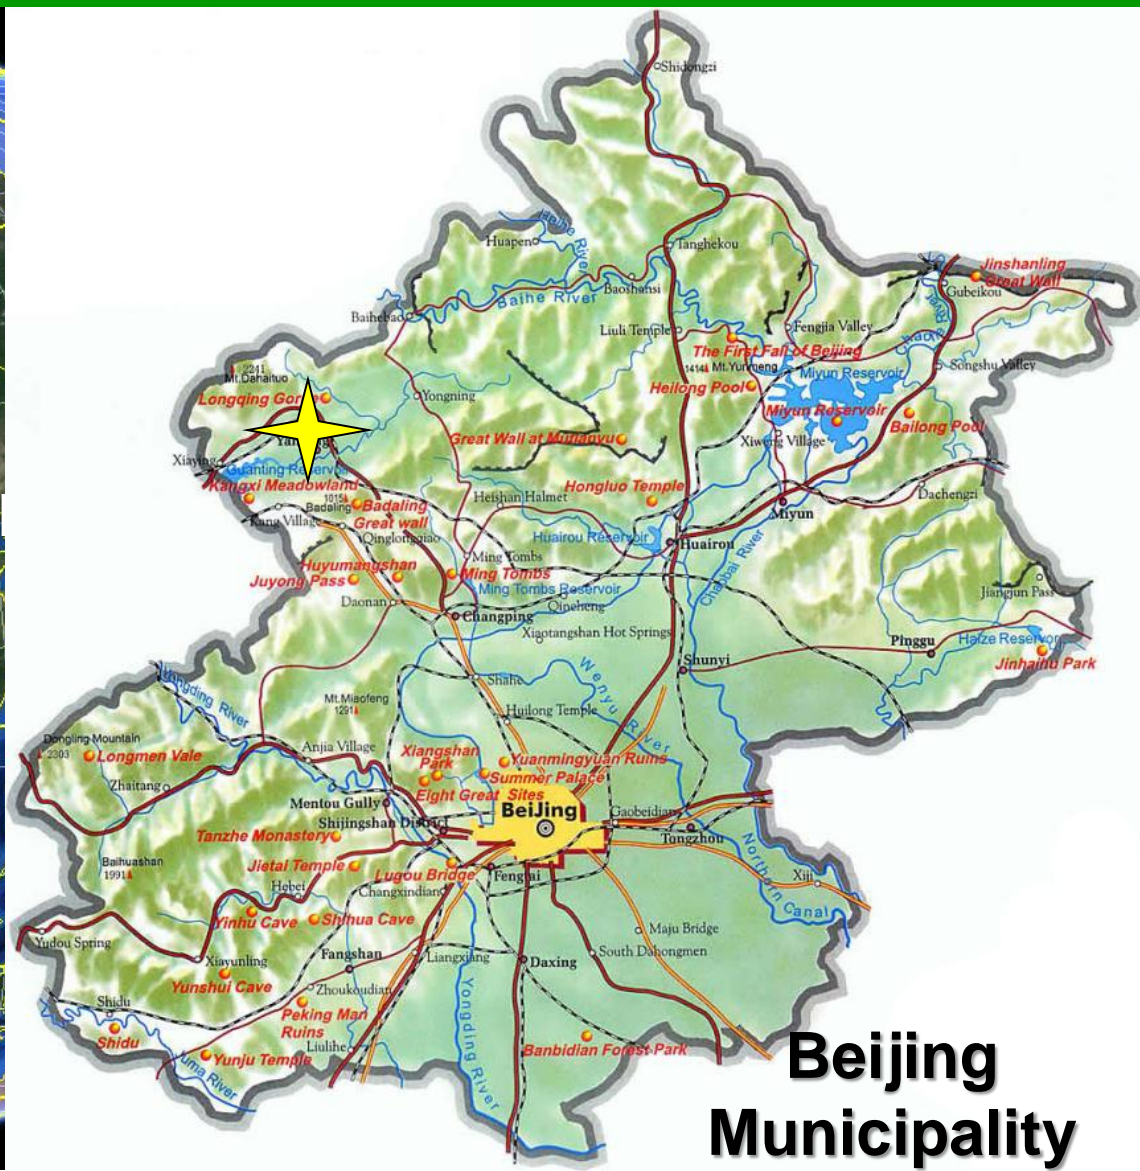 Shidongzi
Huapen
Tanghekou
Jinshanling
Great Wall
Gubeikou
Baoshansi
Baihe River
Baihebao
Liuli Temple
Fengjia Valley
The First Fall of Beijing
1414 Mt.Yunmeng
Miyun Reservoir
Songshu Valley
2241
Mt.Dahaituo
Longqing
Heilong Pool
Yongning
Miyun Reservoir
Bailong Pool
Great Wall at Mutianyu
Xiweng Village
Xiaying
Guanting Reservoir
Kangxi Meadowland
Hongluo Temple
Dachengzi
1015
Badaling
Badaling
Great wall
Heishan Halmet
Miyun
Kang Village
Qinglongqiao
Huairou Reservoir
Huairou
Chaobai River
Huyumangshan
Juyong Pass
Ming Tombs
Ming Tombs
Ming Tombs Reservoir
Jiangjun Pass
Daonan
Qincheng
Changping
Xiaotangshan Hot Springs
Pinggu
Haize Reservoir
Jinhaihu Park
Shunyi
Wenyu River
Yongding River
Shahe
Mt.Miaofeng
1291
Huilong Temple
Dongling Mountain
2303
Longmen Vale
Anjia Village
Xiangshan
Park
Yuanmingyuan Ruins
Summer Palace
Zhaitang
Eight Great Sites
Mentou Gully
BeiJing
Gaobeidian
Shijingshan District
Tanzhe Monastery
Tongzhou
Northern Canal
Baihuashan
1991
Jietai Temple
Lugou Bridge
Fengtai
Xiji
Hebei
Changxindian
Yinhu Cave
Shihua Cave
Maju Bridge
Yudou Spring
Xiayunling
Fangshan
Liangxiang
Daxing
South Dahongmen
Yunshui Cave
Zhoukoudian
Shidu
Peking Man
Ruins
Yongding River
Shidu
Liulihe
Banbidian Forest Park
Yunju Temple
Juma River
Beijing
Municipality